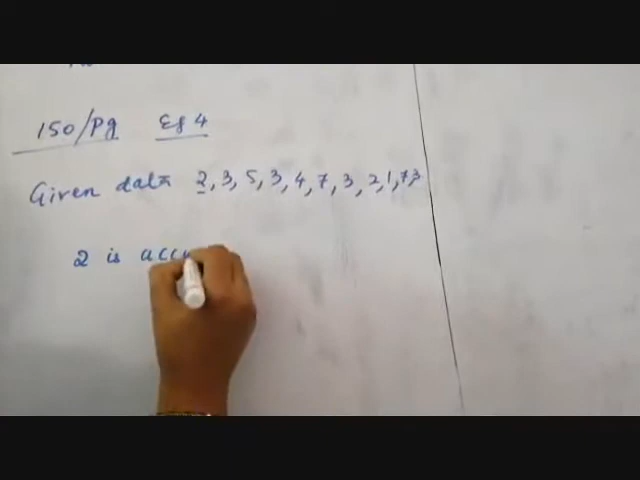 150/Pg Eg 4
Given data 2, 3, 5, 3, 4, 7, 3, 2, 1, 7, 3
2 is accu